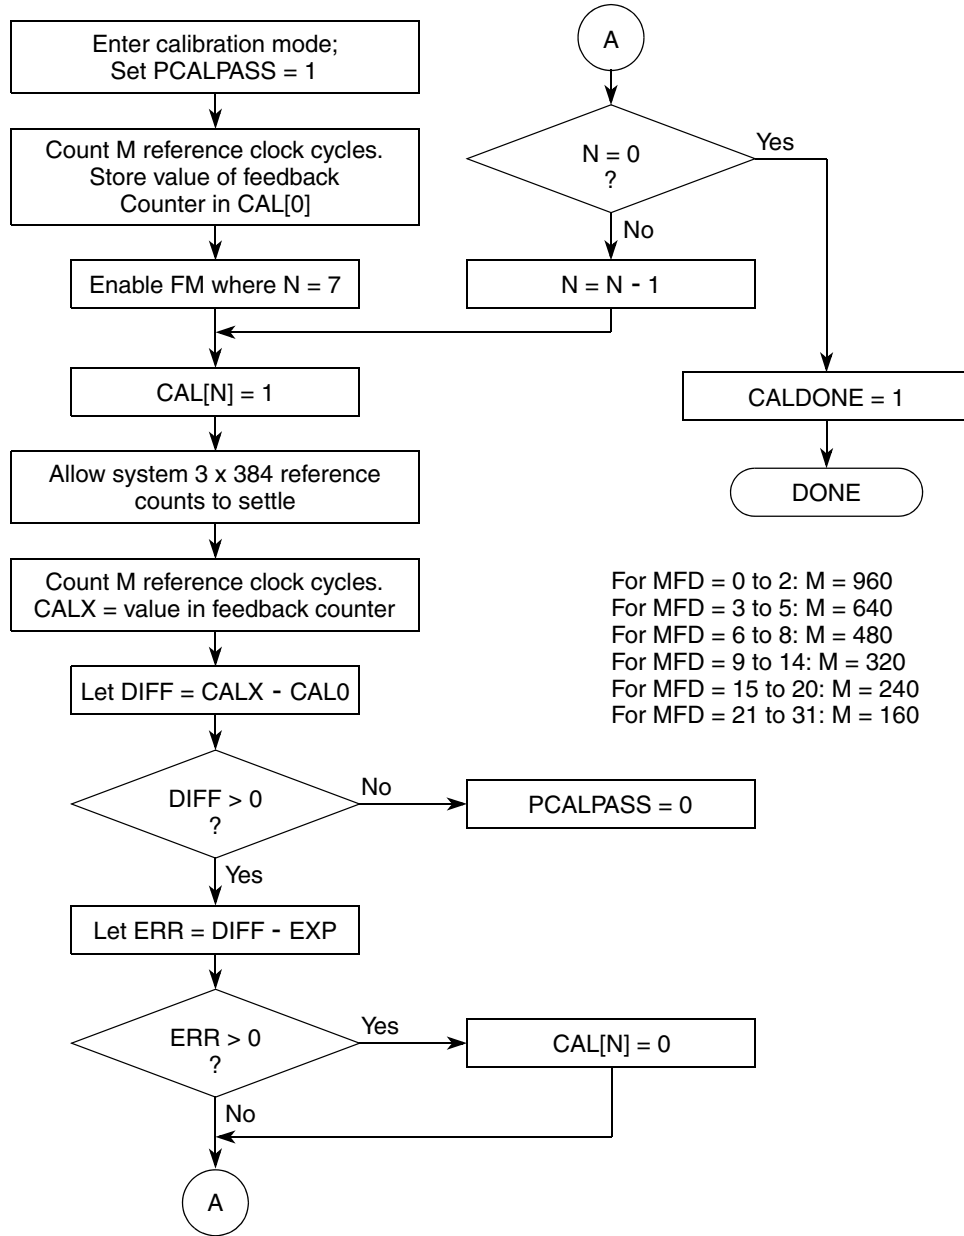 Enter calibration mode;
Set PCALPASS = 1
Count M reference clock cycles.
Store value of feedback
Counter in CAL[0]
Enable FM where N = 7
CAL[N] = 1
Allow system 3 x 384 reference
counts to settle
Count M reference clock cycles.
CALX = value in feedback counter
Let DIFF = CALX - CAL0
DIFF > 0
?
No
PCALPASS = 0
Yes
Let ERR = DIFF - EXP
ERR > 0
?
Yes
CAL[N] = 0
No
A
A
N = 0
?
Yes
No
N = N - 1
CALDONE = 1
DONE
For MFD = 0 to 2: M = 960
For MFD = 3 to 5: M = 640
For MFD = 6 to 8: M = 480
For MFD = 9 to 14: M = 320
For MFD = 15 to 20: M = 240
For MFD = 21 to 31: M = 160